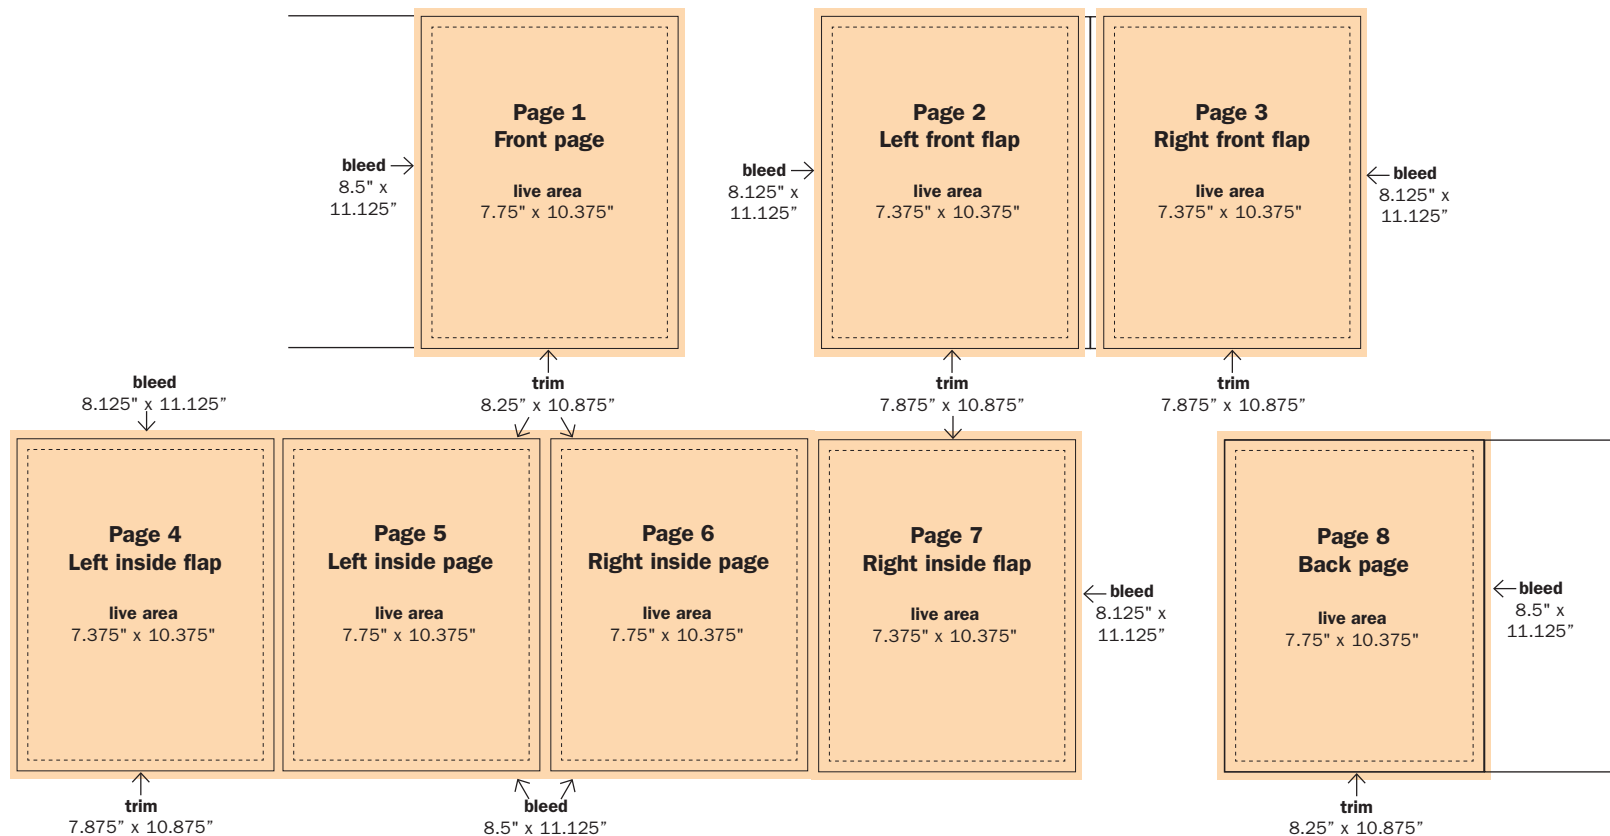 Page 1
Front page
live area
7.75" x 10.375"
bleed
8.5" x
11.125”
trim
8.25” x 10.875”
Page 2
Left front flap
live area
7.375" x 10.375"
bleed
8.125" x
11.125”
trim
7.875” x 10.875”
Page 3
Right front flap
live area
7.375" x 10.375"
bleed
8.125" x
11.125”
trim
7.875” x 10.875”
bleed
8.125" x 11.125”
Page 4
Left inside flap
live area
7.375" x 10.375"
trim
7.875” x 10.875”
Page 5
Left inside page
live area
7.75" x 10.375"
Page 6
Right inside page
live area
7.75" x 10.375"
bleed
8.5" x 11.125”
Page 7
Right inside flap
live area
7.375" x 10.375"
bleed
8.125" x
11.125”
Page 8
Back page
live area
7.75" x 10.375"
bleed
8.5" x
11.125”
trim
8.25” x 10.875”